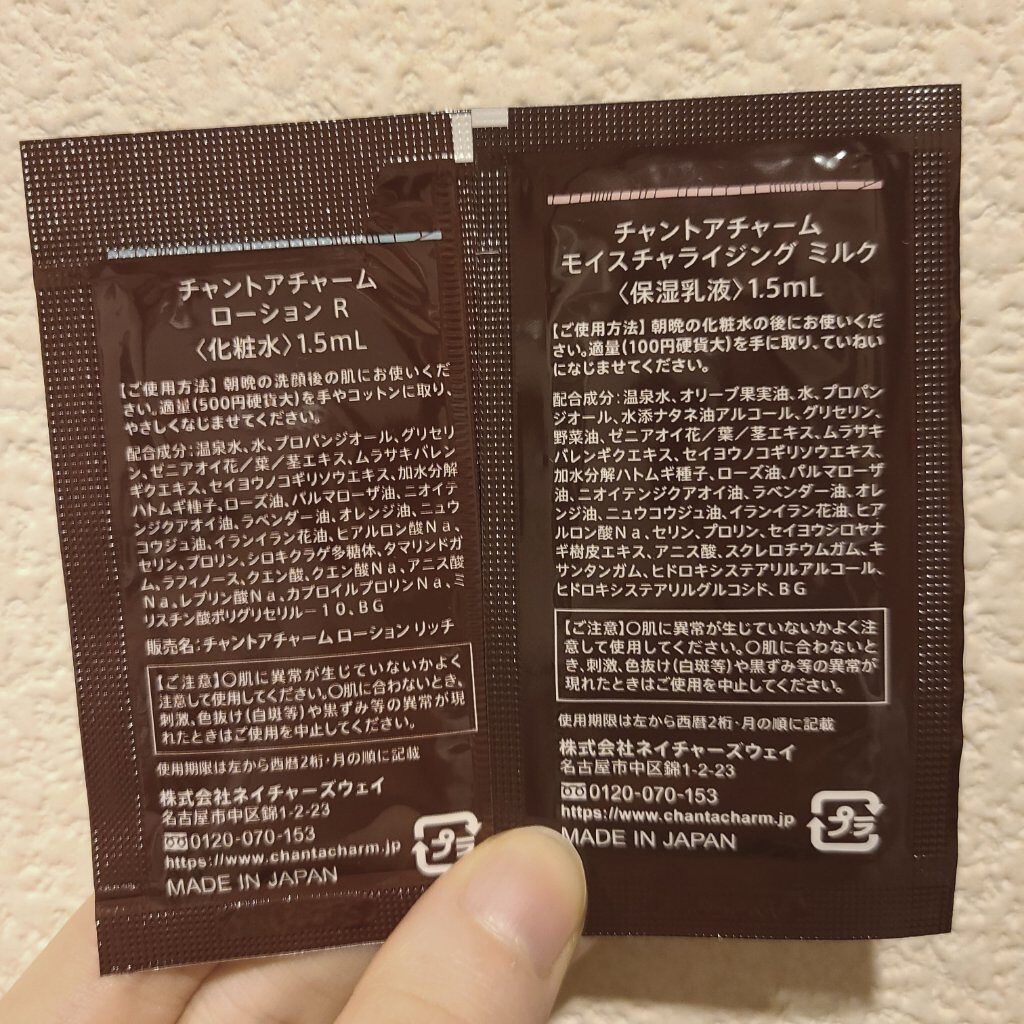 チャントアチャーム
ローション R
〈化粧水〉1.5mL
【ご使用方法】朝晩の洗顔後の肌にお使いくだ
さい。適量(500円硬貨大)を手やコットンに取り、
やさしくなじませてください。
配合成分:温泉水、水、プロパンジオール、グリセリ
ン、ゼニアオイ花/葉/茎エキス、ムラサキバレン
ギクエキス、セイヨウノコギリソウエキス、加水分解
ハトムギ種子、ローズ油、パルマローザ油、ニオイテ
ンジクアオイ油、ラベンダー油、オレンジ油、ニュウ
コウジュ油、イランイラン花油、ヒアルロン酸Na、
セリン、プロリン、シロキクラゲ多糖体、タマリンドガ
ム、ラフィノース、クエン酸、クエン酸Na、アニス酸
Na、レブリン酸Na、カプロイルプロリンNa、ミ
リスチン酸ポリグリセリル－10、BG
販売名:チャントアチャーム ローション リッチ
【ご注意】〇肌に異常が生じていないかよく
注意して使用してください。〇肌に合わないとき、
刺激、色抜け(白斑等)や黒ずみ等の異常が現
れたときはご使用を中止してください。
使用期限は左から西暦2桁・月の順に記載
株式会社ネイチャーズウェイ
名古屋市中区錦1-2-23
0120-070-153
https://www.chantacharm.jp
MADE IN JAPAN
プラ
チャントアチャーム
モイスチャライジング ミルク
〈保湿乳液〉1.5mL
【ご使用方法】朝晩の化粧水の後にお使いくだ
さい。適量(100円硬貨大)を手に取り、ていねい
になじませてください。
配合成分:温泉水、オリーブ果実油、水、プロパン
ジオール、水添ナタネ油アルコール、グリセリン、
野菜油、ゼニアオイ花/葉/茎エキス、ムラサキ
バレンギクエキス、セイヨウノコギリソウエキス、
加水分解ハトムギ種子、ローズ油、パルマローザ
油、ニオイテンジクアオイ油、ラベンダー油、オレ
ンジ油、ニュウコウジュ油、イランイラン花油、ヒア
ルロン酸Na、セリン、プロリン、セイヨウシロヤナ
ギ樹皮エキス、アニス酸、スクレロチウムガム、キ
サンタンガム、ヒドロキシステアリルアルコール、
ヒドロキシステアリルグルコシド、BG
【ご注意】〇肌に異常が生じていないかよく注
意して使用してください。〇肌に合わないと
き、刺激、色抜け(白斑等)や黒ずみ等の異常が
現れたときはご使用を中止してください。
使用期限は左から西暦2桁・月の順に記載
株式会社ネイチャーズウェイ
名古屋市中区錦1-2-23
0120-070-153
https://www.chantacharm.jp
MADE IN JAPAN
プラ